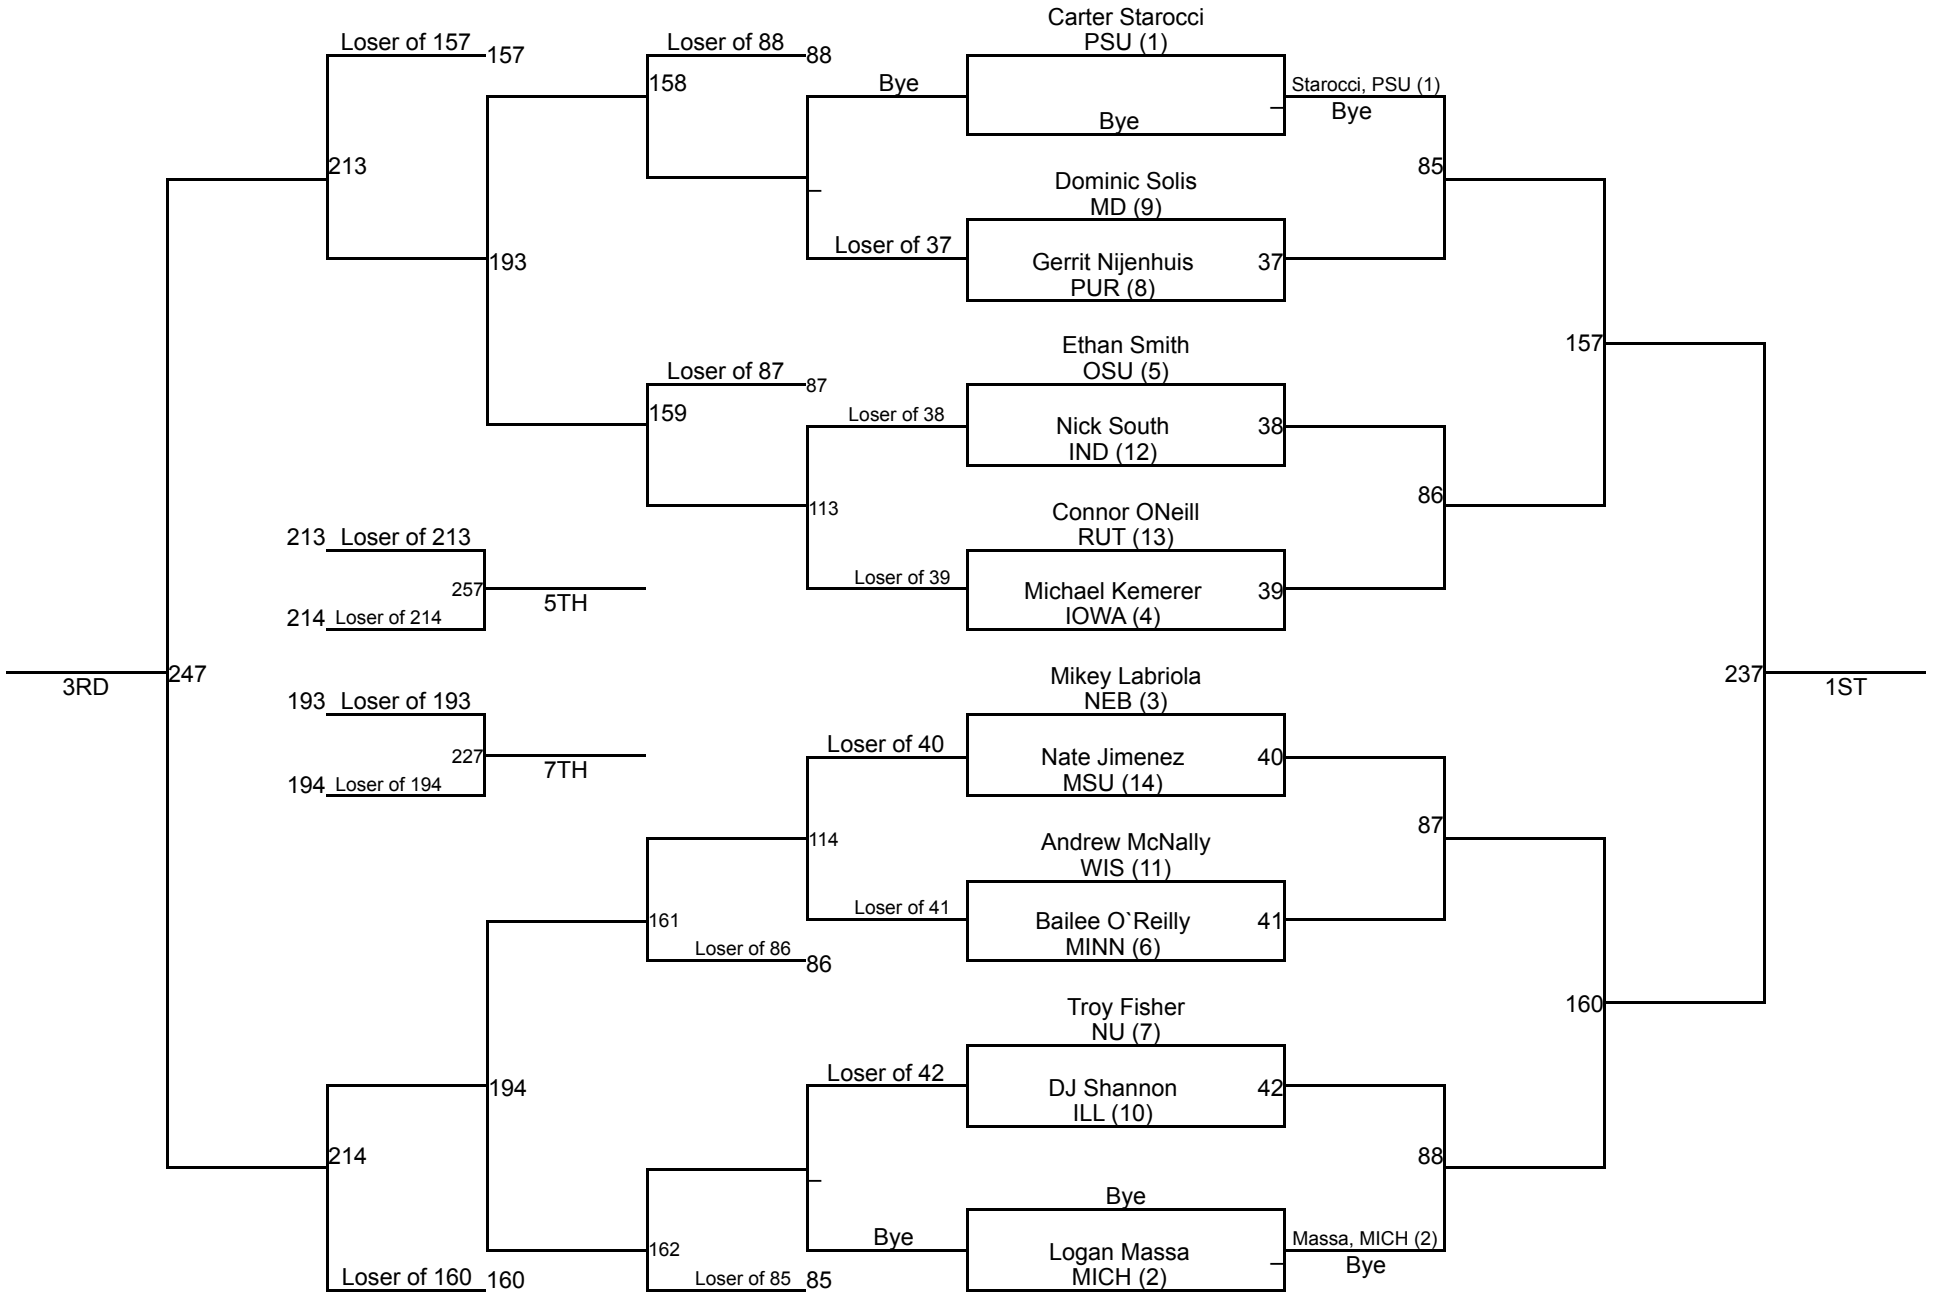 Carter Starocci
PSU (1)
Loser of 157 157
Loser of 88 88
158
Bye
Starocci, PSU (1)
Bye
Bye
213
85
Dominic Solis
MD (9)
Loser of 37
193
Gerrit Nijenhuis 37
PUR (8)
Ethan Smith
OSU (5)
157
Loser of 87 87
159
Loser of 38
Nick South 38
IND (12)
86
113
Connor ONeill
RUT (13)
213 Loser of 213
257
5TH
214 Loser of 214
Loser of 39
Michael Kemerer 39
IOWA (4)
3RD
247
Mikey Labriola
NEB (3)
237
1ST
193 Loser of 193
227
7TH
194 Loser of 194
Loser of 40
Nate Jimenez 40
MSU (14)
87
114
Andrew McNally
WIS (11)
Loser of 41
161
Bailee O`Reilly 41
MINN (6)
Loser of 86
86
Troy Fisher
NU (7)
160
Loser of 42
194
DJ Shannon 42
ILL (10)
214
88
Bye
Bye
Massa, MICH (2)
162
Logan Massa
Bye
MICH (2)
Loser of 160 160
Loser of 85 85